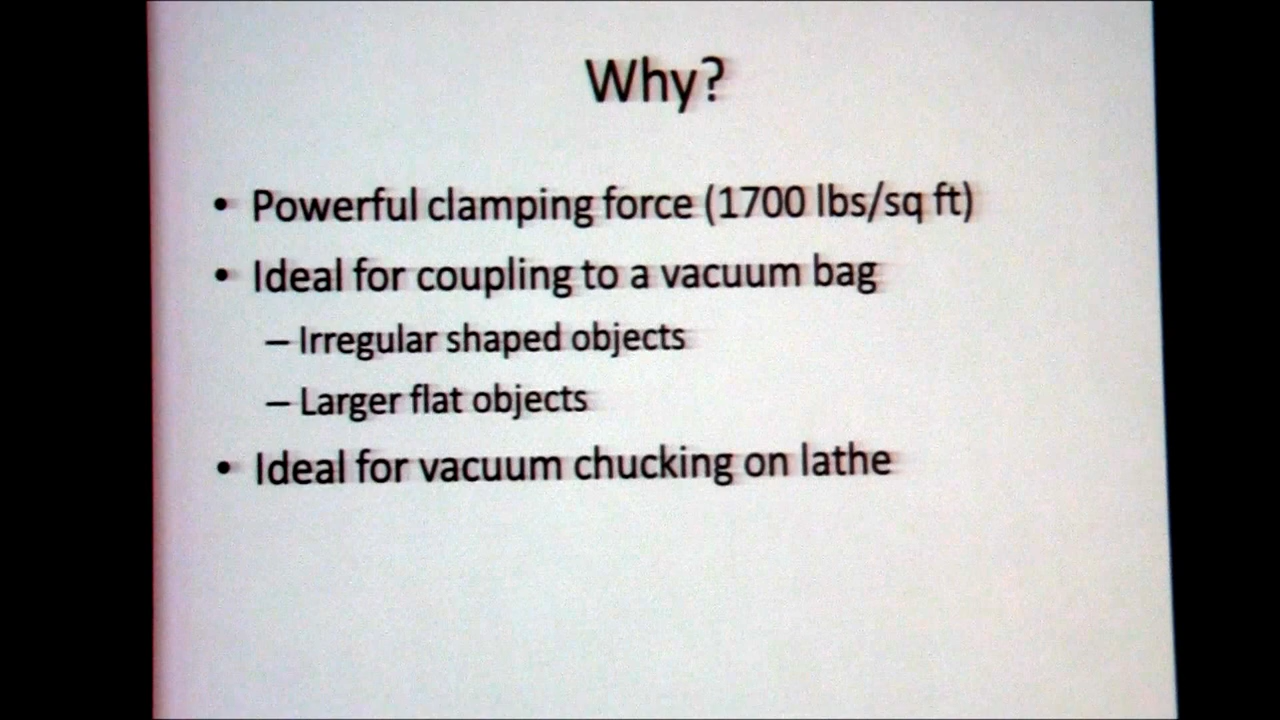 Why?
• Powerful clamping force (1700 lbs/sq ft)
• Ideal for coupling to a vacuum bag
– Irregular shaped objects
– Larger flat objects
• Ideal for vacuum chucking on lathe